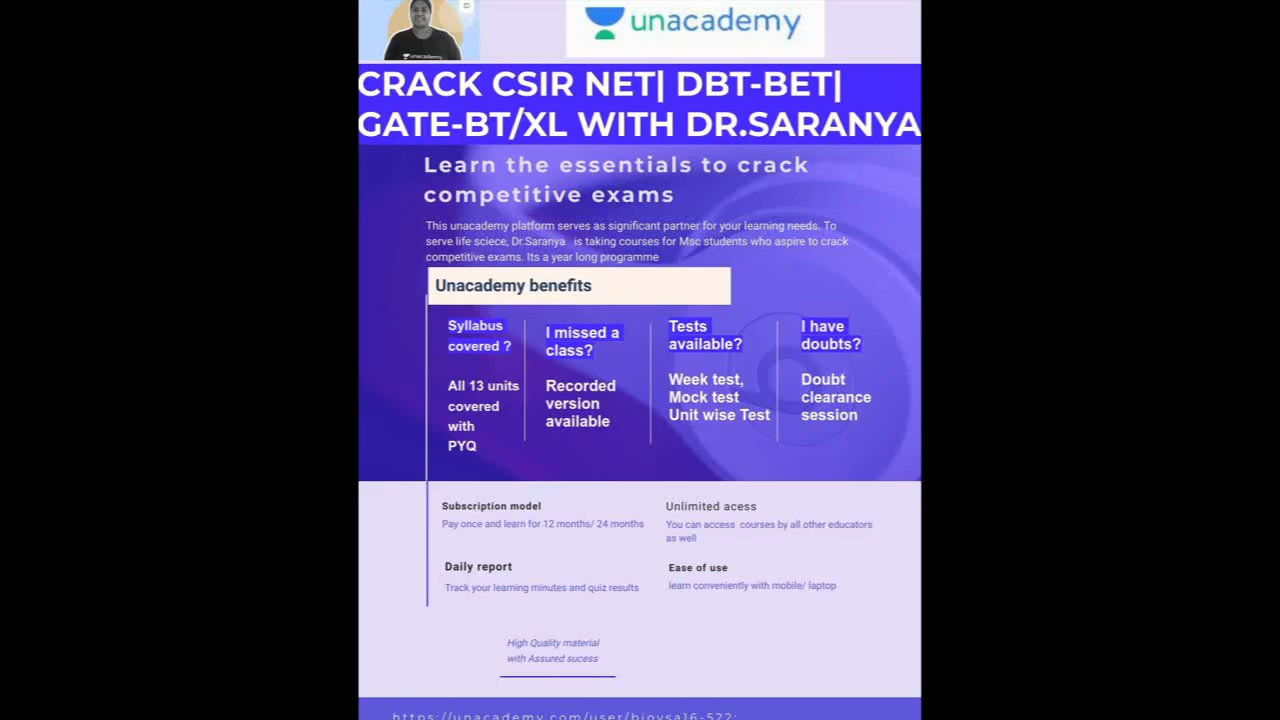 unacademy
unacademy
CRACK CSIR NET| DBT-BET|
GATE-BT/XL WITH DR.SARANYA
Learn the essentials to crack
competitive exams
This unacademy platform serves as significant partner for your learning needs. To
serve life sciece, Dr.Saranya is taking courses for Msc students who aspire to crack
competitive exams. Its a year long programme
Unacademy benefits
Syllabus
covered ?
All 13 units
covered
with
PYQ
I missed a
class?
Recorded
version
available
Tests
available?
Week test,
Mock test
Unit wise Test
I have
doubts?
Doubt
clearance
session
Subscription model
Pay once and learn for 12 months/ 24 months
Unlimited acess
You can access courses by all other educators
as well
Daily report
Track your learning minutes and quiz results
Ease of use
learn conveniently with mobile/ laptop
High Quality material
with Assured sucess